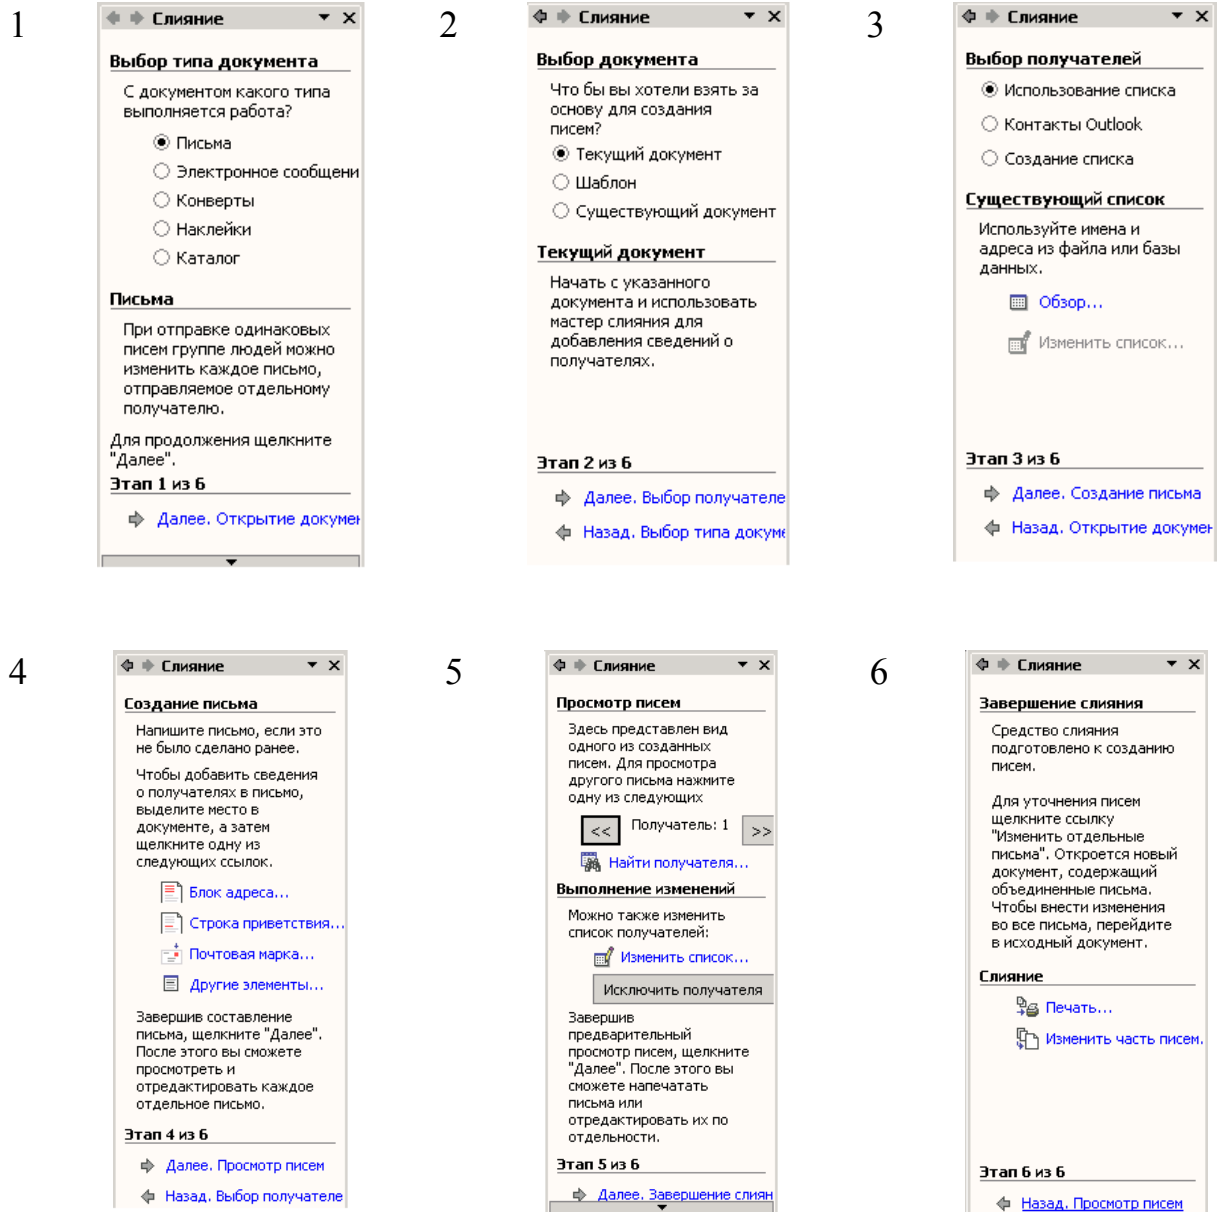 1
Слияние
Выбор типа документа
С документом какого типа
выполняется работа?
Письма
Электронное сообщени
Конверты
Наклейки
Каталог
Письма
При отправке одинаковых
писем группе людей можно
изменить каждое письмо,
отправляемое отдельному
получателю.
Для продолжения щелкните
"Далее".
Этап 1 из 6
Далее. Открытие докумен
2
Слияние
Выбор документа
Что бы вы хотели взять за
основу для создания
писем?
Текущий документ
Шаблон
Существующий документ
Текущий документ
Начать с указанного
документа и использовать
мастер слияния для
добавления сведений о
получателях.
Этап 2 из 6
Далее. Выбор получателе
Назад. Выбор типа докуме
3
Слияние
Выбор получателей
Использование списка
Контакты Outlook
Создание списка
Существующий список
Используйте имена и
адреса из файла или базы
данных.
Обзор...
Изменить список...
Этап 3 из 6
Далее. Создание письма
Назад. Открытие докумен
4
Слияние
Создание письма
Напишите письмо, если это
не было сделано ранее.
Чтобы добавить сведения
о получателях в письмо,
выделите место в
документе, а затем
щелкните одну из
следующих ссылок.
Блок адреса...
Строка приветствия...
Почтовая марка...
Другие элементы...
Завершив составление
письма, щелкните "Далее".
После этого вы сможете
просмотреть и
отредактировать каждое
отдельное письмо.
Этап 4 из 6
Далее. Просмотр писем
Назад. Выбор получателе
5
Слияние
Просмотр писем
Здесь представлен вид
одного из созданных
писем. Для просмотра
другого письма нажмите
одну из следующих
<< Получатель: 1 >>
Найти получателя...
Выполнение изменений
Можно также изменить
список получателей:
Изменить список...
Исключить получателя
Завершив
предварительный
просмотр писем, щелкните
"Далее". После этого вы
сможете напечатать
письма или
отредактировать их по
отдельности.
Этап 5 из 6
Далее. Завершение слиян
6
Слияние
Завершение слияния
Средство слияния
подготовлено к созданию
писем.
Для уточнения писем
щелкните ссылку
"Изменить отдельные
письма". Откроется новый
документ, содержащий
объединенные письма.
Чтобы внести изменения
во все письма, перейдите
в исходный документ.
Слияние
Печать...
Изменить часть писем.
Этап 6 из 6
Назад. Просмотр писем